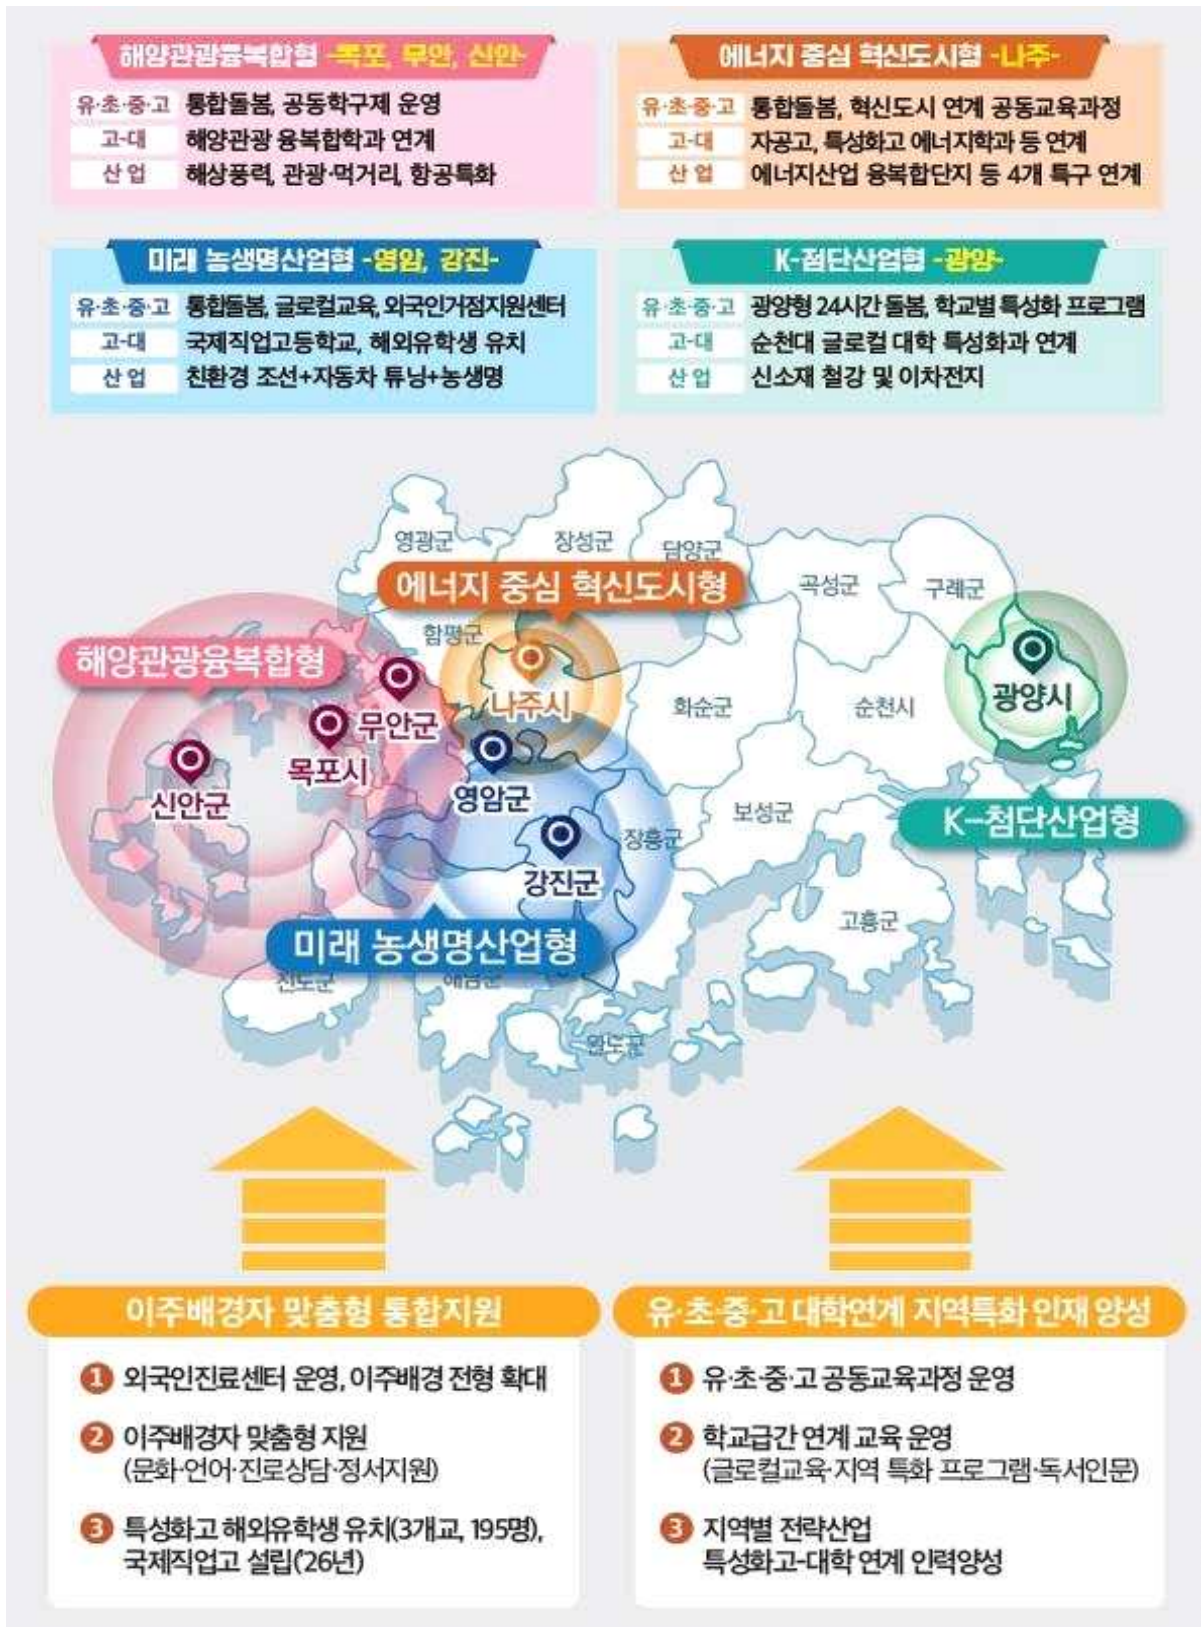 해양관광융복합형 -목포, 무안, 신안-
유·초·중·고 통합돌봄, 공동학구제 운영
고-대 해양관광 융복합학과 연계
산업 해상풍력, 관광·먹거리, 항공특화
에너지 중심 혁신도시형 -나주-
유·초·중·고 통합돌봄, 혁신도시 연계 공동교육과정
고-대 자공고, 특성화고 에너지학과 등 연계
산업 에너지산업 융복합단지 등 4개 특구 연계
미래 농생명산업형 -영암, 강진-
유·초·중·고 통합돌봄, 글로컬교육, 외국인거점지원센터
고-대 국제직업고등학교, 해외유학생 유치
산업 친환경 조선+자동차 튜닝+농생명
K-첨단산업형 -광양-
유·초·중·고 광양형 24시간 돌봄, 학교별 특성화 프로그램
고-대 순천대 글로컬 대학 특성화과 연계
산업 신소재 철강 및 이차전지
영광군
장성군
담양군
곡성군
구례군
에너지 중심 혁신도시형
함평군
해양관광융복합형
나주시
무안군
목포시
신안군
화순군
순천시
광양시
영암군
장흥군
보성군
K-첨단산업형
강진군
고흥군
미래 농생명산업형
진도군
해남군
완도군
이주배경자 맞춤형 통합지원
1 외국인진료센터 운영, 이주배경 전형 확대
2 이주배경자 맞춤형 지원
(문화·언어·진로상담·정서지원)
3 특성화고 해외유학생 유치(3개교, 195명),
국제직업고 설립('26년)
유·초·중·고 대학연계 지역특화 인재 양성
1 유·초·중·고 공동교육과정 운영
2 학교급간 연계 교육 운영
(글로컬교육·지역 특화 프로그램·독서인문)
3 지역별 전략산업
특성화고-대학 연계 인력양성